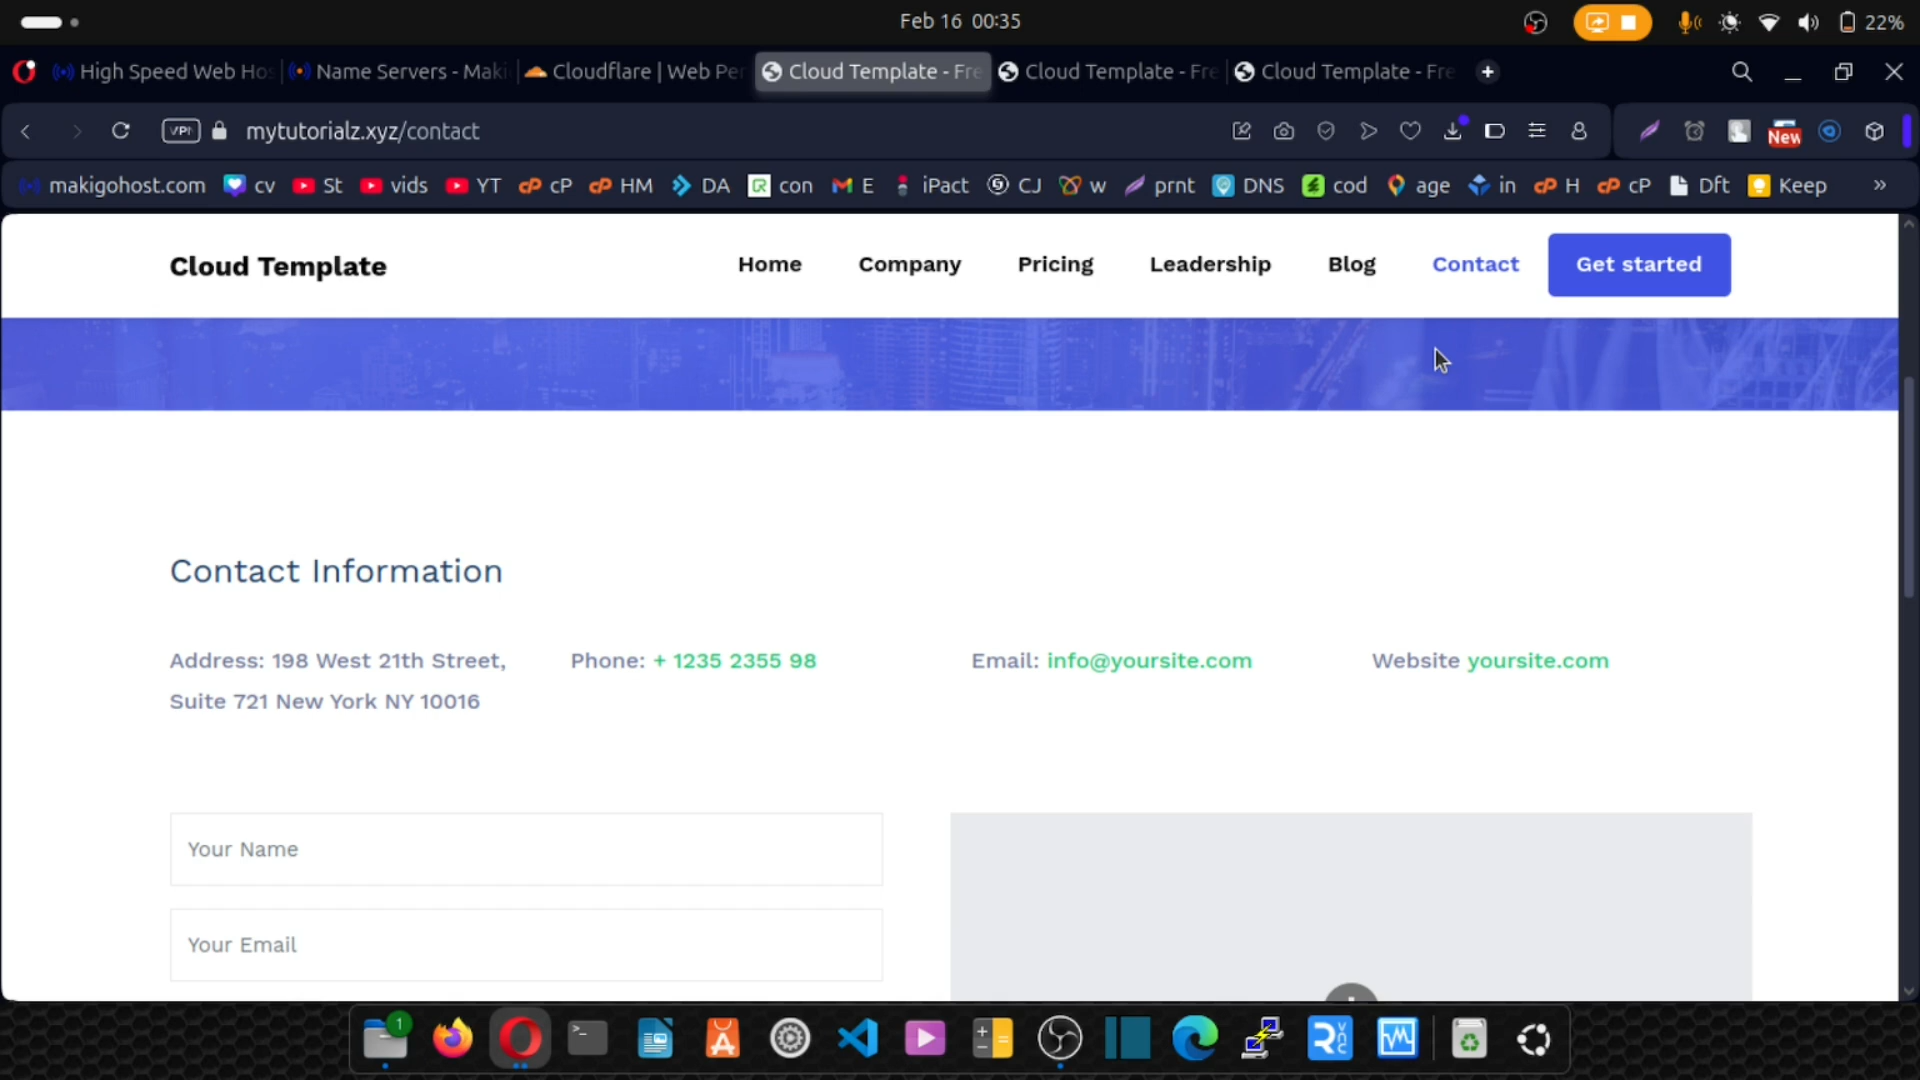 Feb 16 00:35
22%
High Speed Web Hos
Name Servers - Maki
Cloudflare | Web Per
Cloud Template - Fre
Cloud Template - Fre
Cloud Template - Fre
VPN
mytutorialz.xyz/contact
New
makigohost.com
cv
St
vids
YT
cP
HM
DA
con
E
iPact
CJ
w
prnt
DNS
cod
age
in
H
cP
Dft
Keep
Cloud Template
Home
Company
Pricing
Leadership
Blog
Contact
Get started
Contact Information
Address: 198 West 21th Street,
Suite 721 New York NY 10016
Phone: + 1235 2355 98
Email: info@yoursite.com
Website yoursite.com
Your Name
Your Email
1